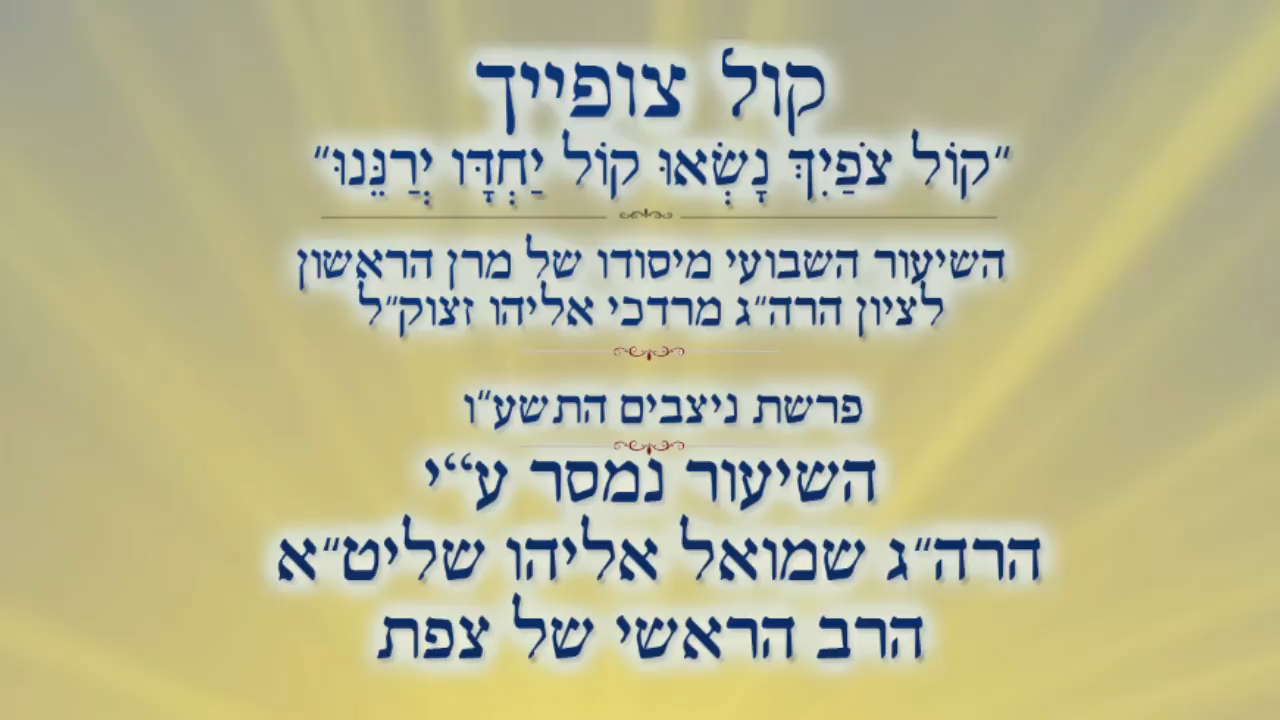 קול צופייך
"קוֹל צֹפַיִךְ נָשְׂאוּ קוֹל יַחְדָּו יְרַנֵּנוּ"
השיעור השבועי מיסודו של מרן הראשון
לציון הרה"ג מרדכי אליהו זצוק"ל
פרשת ניצבים התשע"ו
השיעור נמסר ע"י
הרה"ג שמואל אליהו שליט"א
הרב הראשי של צפת